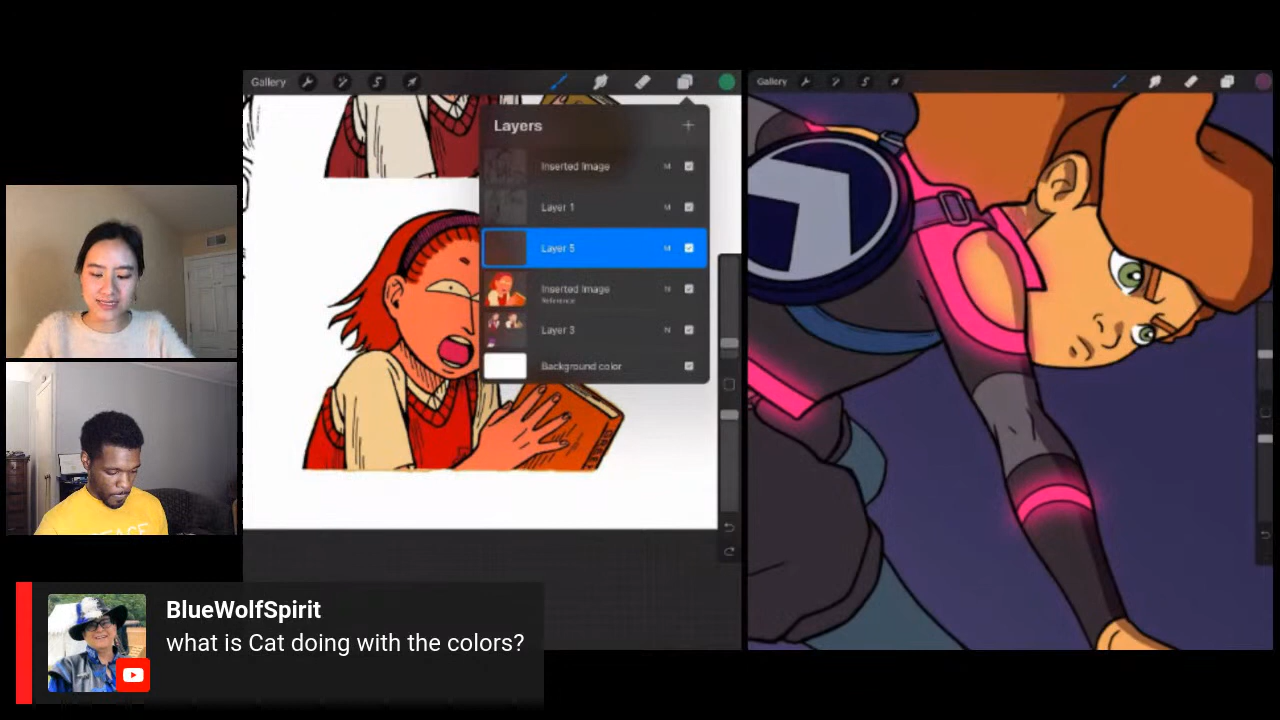 Gallery
Layers
Inserted Image M
Layer 1 M
Layer 5 M
Inserted Image M
Reference
Layer 3 N
Background color
Gallery
BlueWolfSpirit
what is Cat doing with the colors?